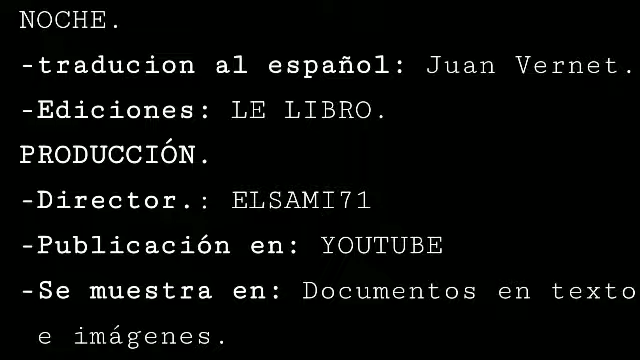 NOCHE.
-traducion al español: Juan Vernet.
-Ediciones: LE LIBRO.
PRODUCCIÓN.
-Director.: ELSAMI71
-Publicación en: YOUTUBE
-Se muestra en: Documentos en texto
e imágenes.